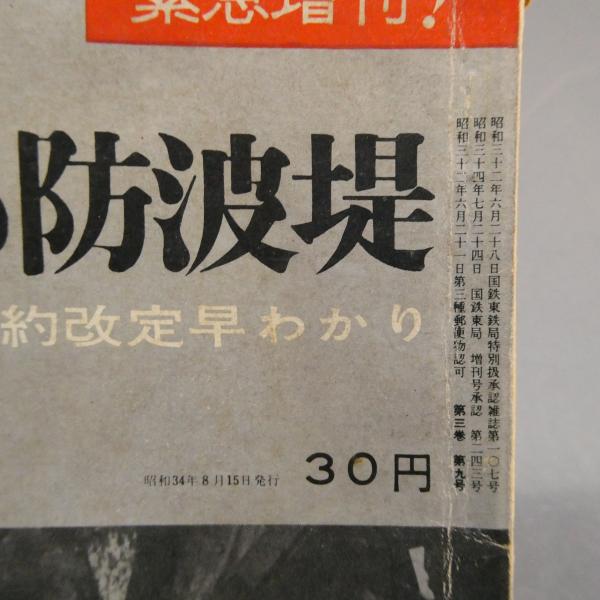 緊急増刊!
の防波堤
約改定早わかり
昭和34年8月15日発行
30円
昭和三十二年六月二十八日国鉄東鉄局特別扱承認雑誌第一〇七号
昭和三十四年七月二十四日 国鉄東局 増刊号承認 第二四三号
昭和三十二年六月二十一日第三種郵便物認可 第三巻 第九号